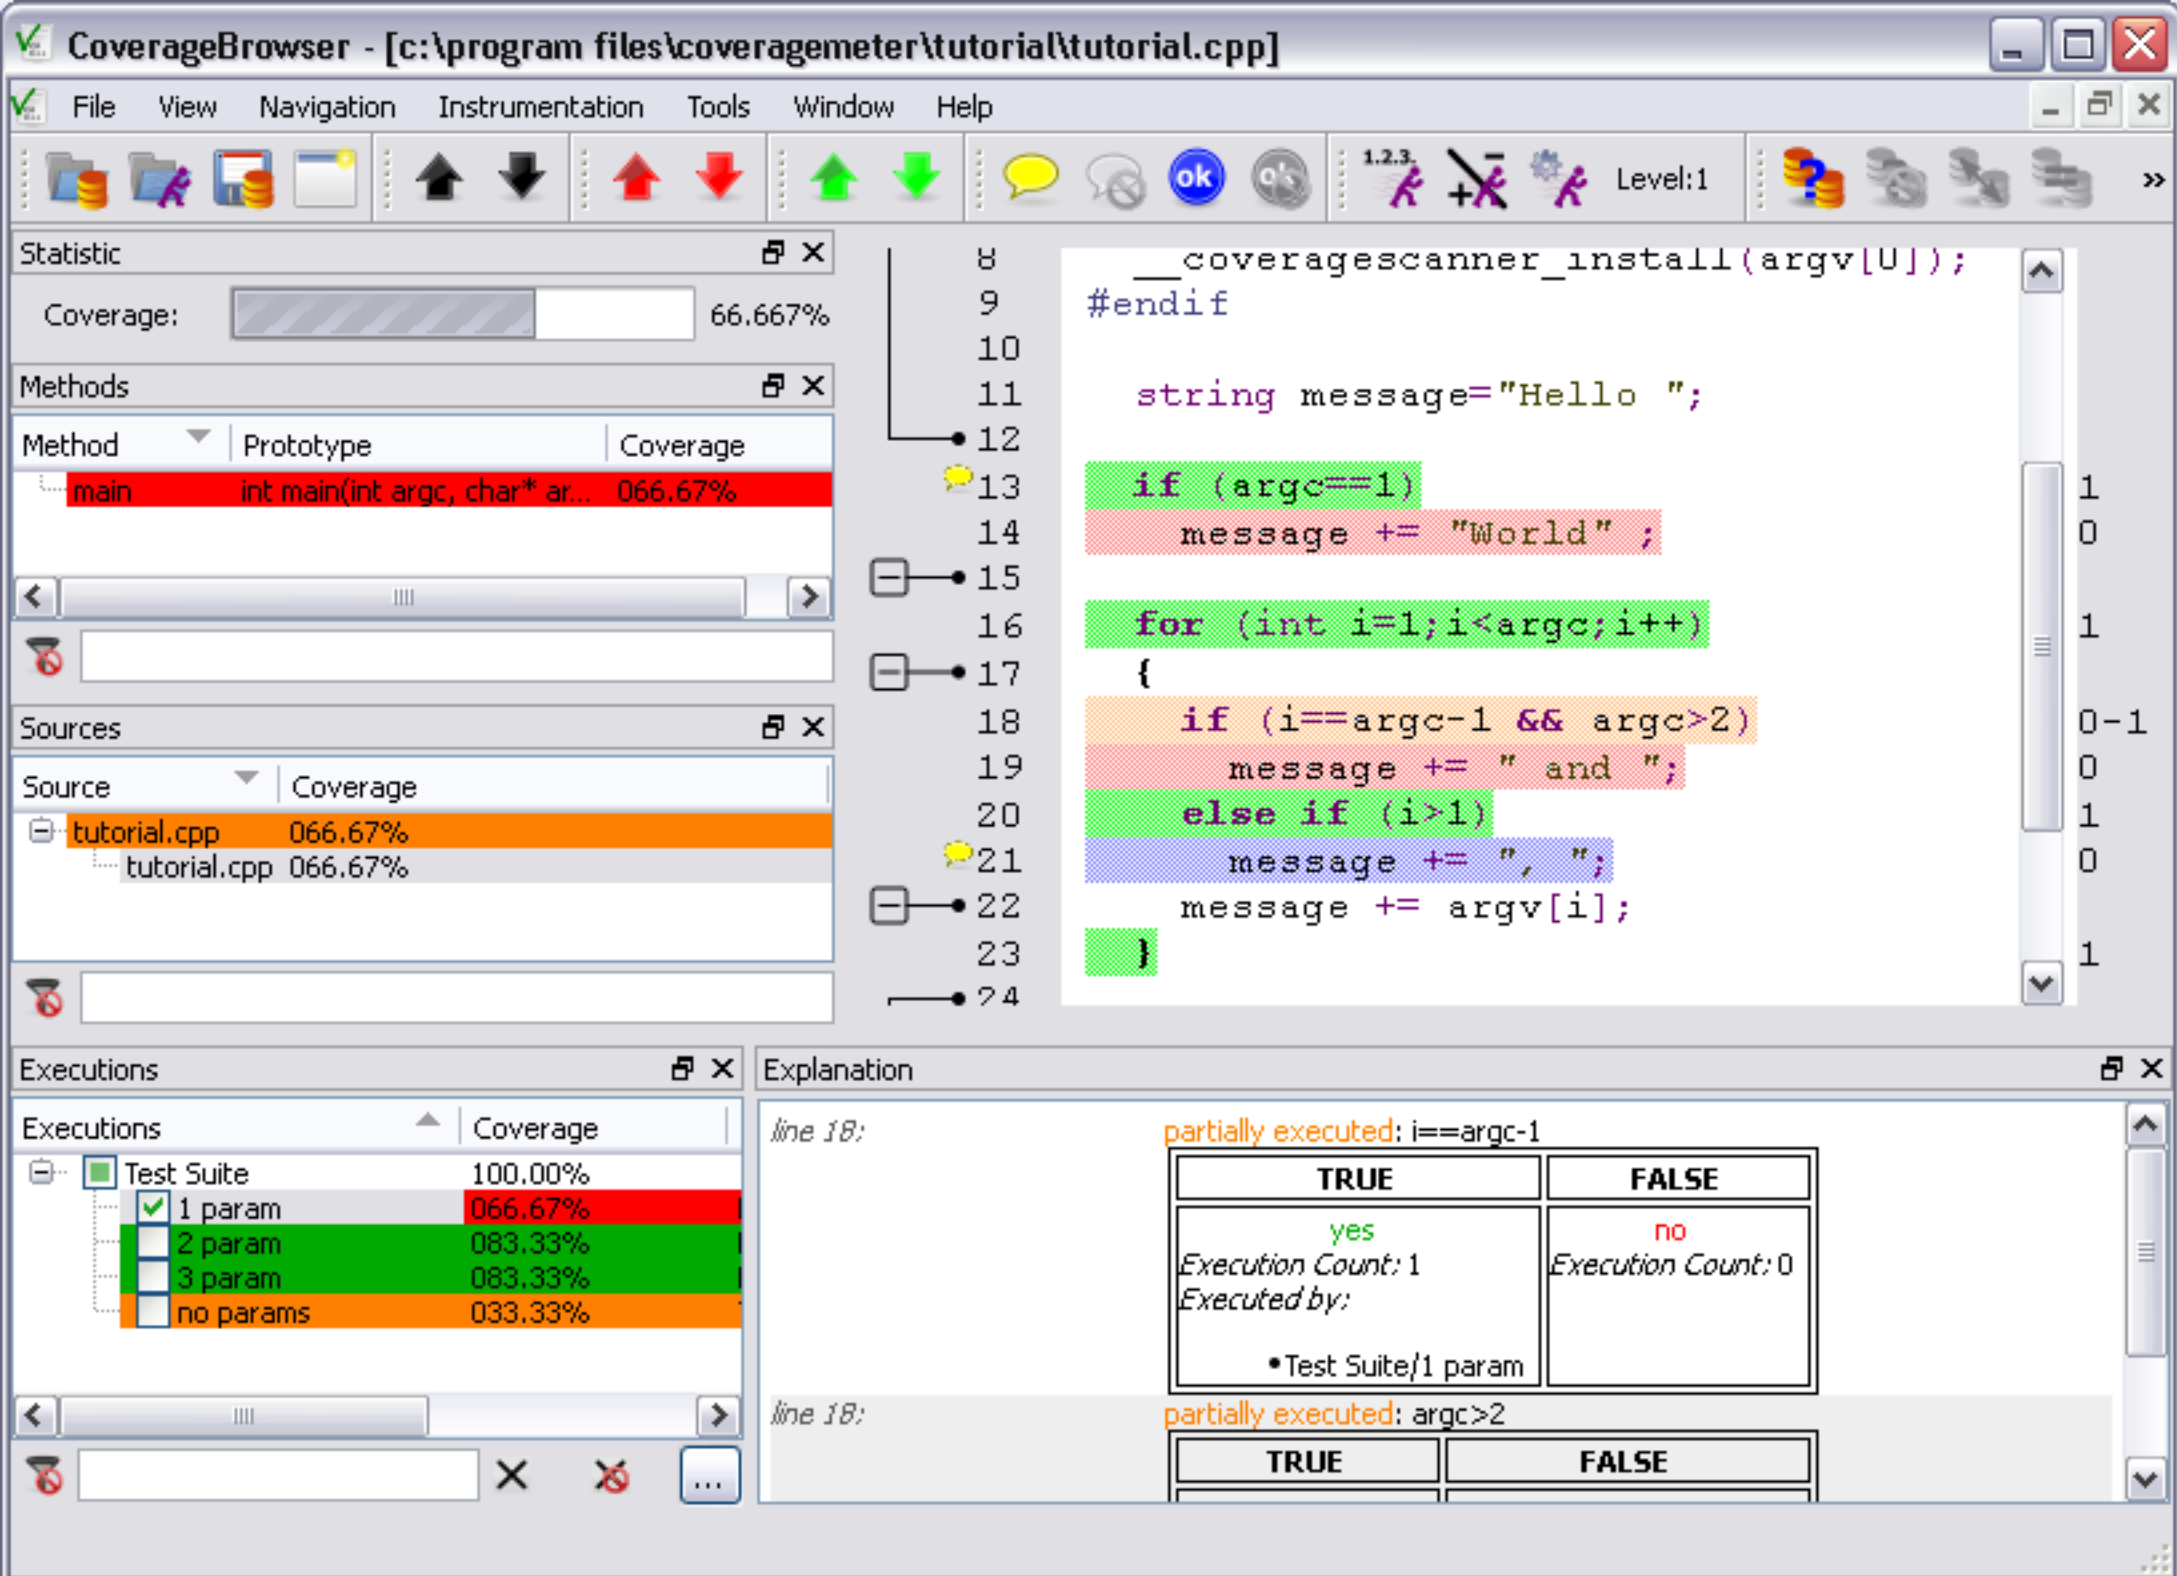 CoverageBrowser - [c:\program files\coveragemeter\tutorial\tutorial.cpp]
File View Navigation Instrumentation Tools Window Help
ok ok 1.2.3. Level:1 ? »
Statistic
Coverage: 66.667%
Methods
Method Prototype Coverage
main int main(int argc, char* ar... 066.67%
Sources
Source Coverage
tutorial.cpp 066.67%
tutorial.cpp 066.67%
8 __coveragescanner_install(argv[0]);
9 #endif
10
11 string message="Hello ";
12
13 if (argc==1) 1
14 message += "World" ; 0
15
16 for (int i=1;i<argc;i++) 1
17 {
18 if (i==argc-1 && argc>2) 0-1
19 message += " and "; 0
20 else if (i>1) 1
21 message += ", "; 0
22 message += argv[i];
23 } 1
24
Executions
Executions Coverage
Test Suite 100.00%
1 param 066.67%
2 param 083.33%
3 param 083.33%
no params 033.33%
...
Explanation
line 18: partially executed: i==argc-1
TRUE FALSE
yes no
Execution Count: 1 Execution Count: 0
Executed by:
•Test Suite/1 param
line 18: partially executed: argc>2
TRUE FALSE